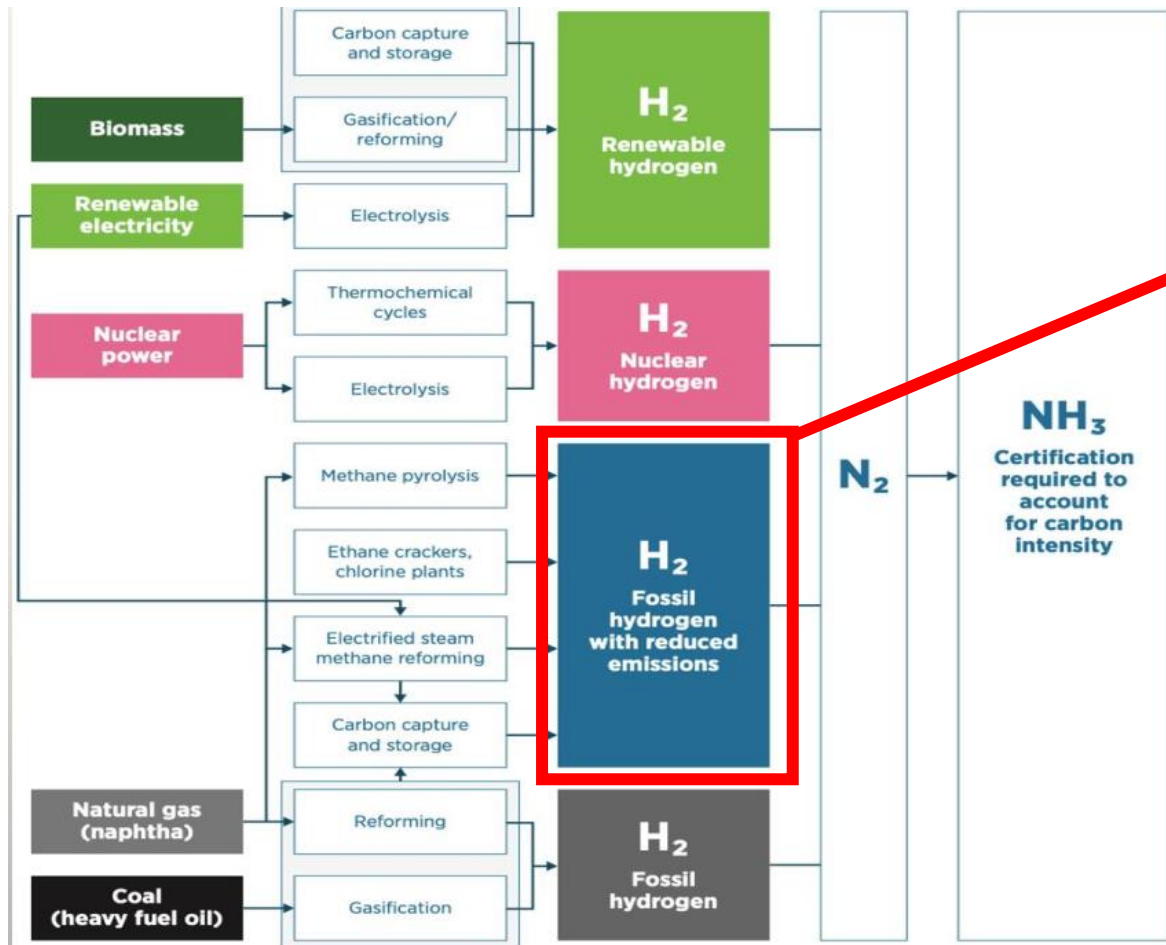 Carbon capture
and storage
Biomass
Gasification/
reforming
H₂
Renewable
hydrogen
Renewable
electricity
Electrolysis
Nuclear
power
Thermochemical
cycles
Electrolysis
H₂
Nuclear
hydrogen
Methane pyrolysis
Ethane crackers,
chlorine plants
Electrified steam
methane reforming
Carbon capture
and storage
H₂
Fossil
hydrogen
with reduced
emissions
Natural gas
(naphtha)
Reforming
Coal
(heavy fuel oil)
Gasification
H₂
Fossil
hydrogen
N₂
NH₃
Certification
required to
account
for carbon
intensity